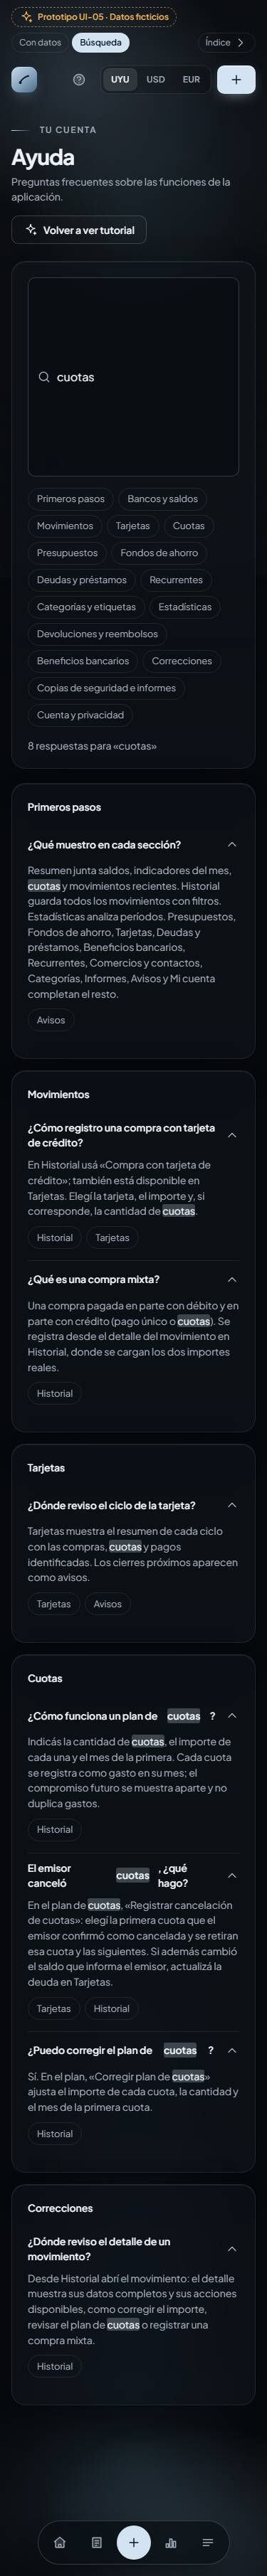 Prototipo UI-05 · Datos ficticios
Con datos
Búsqueda
Índice
UYU
USD
EUR
TU CUENTA
Ayuda
Preguntas frecuentes sobre las funciones de la
aplicación.
Volver a ver tutorial
cuotas
Primeros pasos
Bancos y saldos
Movimientos
Tarjetas
Cuotas
Presupuestos
Fondos de ahorro
Deudas y préstamos
Recurrentes
Categorías y etiquetas
Estadísticas
Devoluciones y reembolsos
Beneficios bancarios
Correcciones
Copias de seguridad e informes
Cuenta y privacidad
8 respuestas para «cuotas»
Primeros pasos
¿Qué muestro en cada sección?
Resumen junta saldos, indicadores del mes,
cuotas y movimientos recientes. Historial
guarda todos los movimientos con filtros.
Estadísticas analiza períodos. Presupuestos,
Fondos de ahorro, Tarjetas, Deudas y
préstamos, Beneficios bancarios,
Recurrentes, Comercios y contactos,
Categorías, Informes, Avisos y Mi cuenta
completan el resto.
Avisos
Movimientos
¿Cómo registro una compra con tarjeta
de crédito?
En Historial usá «Compra con tarjeta de
crédito»; también está disponible en
Tarjetas. Elegí la tarjeta, el importe y, si
corresponde, la cantidad de cuotas.
Historial
Tarjetas
¿Qué es una compra mixta?
Una compra pagada en parte con débito y en
parte con crédito (pago único o cuotas). Se
registra desde el detalle del movimiento en
Historial, donde se cargan los dos importes
reales.
Historial
Tarjetas
¿Dónde reviso el ciclo de la tarjeta?
Tarjetas muestra el resumen de cada ciclo
con las compras, cuotas y pagos
identificadas. Los cierres próximos aparecen
como avisos.
Tarjetas
Avisos
Cuotas
¿Cómo funciona un plan de cuotas ?
Indicás la cantidad de cuotas, el importe de
cada una y el mes de la primera. Cada cuota
se registra como gasto en su mes; el
compromiso futuro se muestra aparte y no
duplica gastos.
Historial
El emisor
canceló
cuotas
, ¿qué
hago?
En el plan de cuotas, «Registrar cancelación
de cuotas»: elegí la primera cuota que el
emisor confirmó como cancelada y se retiran
esa cuota y las siguientes. Si además cambió
el saldo que informa el emisor, actualizá la
deuda en Tarjetas.
Tarjetas
Historial
¿Puedo corregir el plan de cuotas ?
Sí. En el plan, «Corregir plan de cuotas»
ajusta el importe de cada cuota, la cantidad y
el mes de la primera cuota.
Historial
Correcciones
¿Dónde reviso el detalle de un
movimiento?
Desde Historial abrí el movimiento: el detalle
muestra sus datos completos y sus acciones
disponibles, como corregir el importe,
revisar el plan de cuotas o registrar una
compra mixta.
Historial